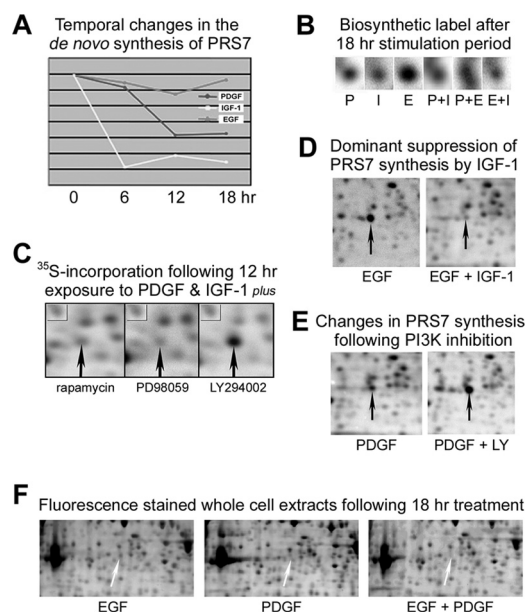 A
Temporal changes in the
de novo synthesis of PRS7
PDGF
IGF-1
EGF
0 6 12 18 hr
B
Biosynthetic label after
18 hr stimulation period
P I E P+I P+E E+I
C
35S-incorporation following 12 hr
exposure to PDGF & IGF-1 plus
rapamycin PD98059 LY294002
D
Dominant suppression of
PRS7 synthesis by IGF-1
EGF EGF + IGF-1
E
Changes in PRS7 synthesis
following PI3K inhibition
PDGF PDGF + LY
F
Fluorescence stained whole cell extracts following 18 hr treatment
EGF PDGF EGF + PDGF